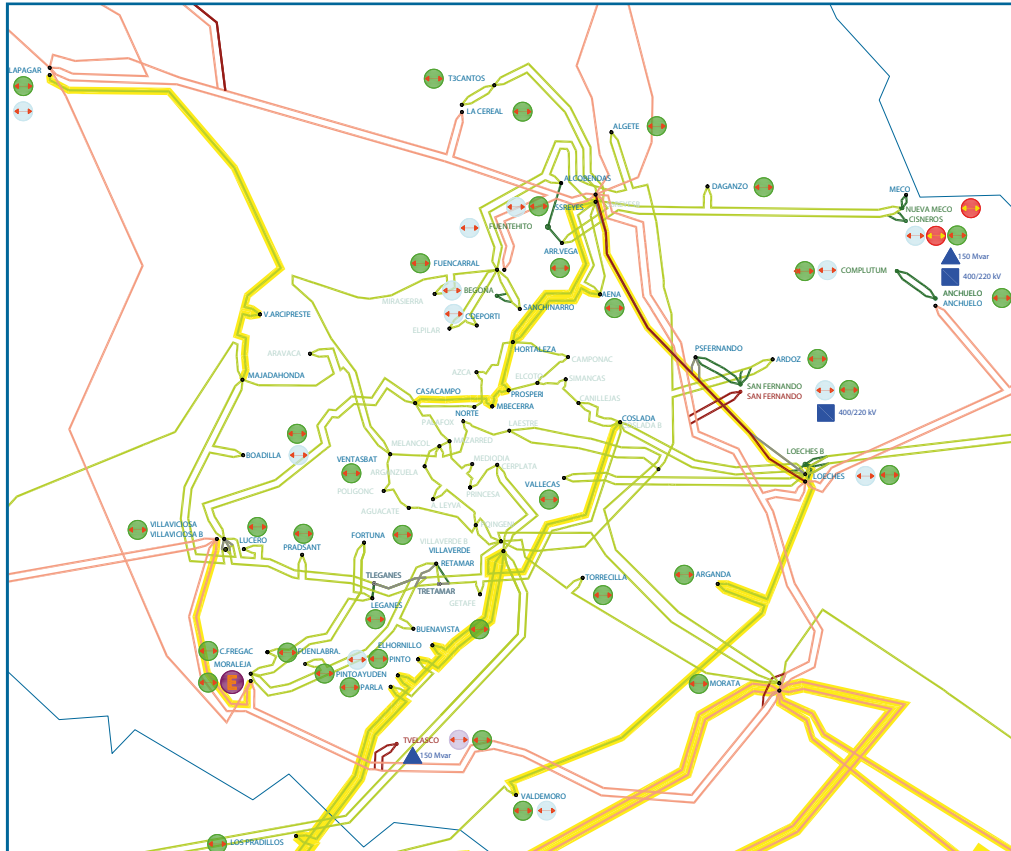 LAPAGAR
T3CANTOS
LA CEREAL
ALGETE
ALCOBENDAS
DAGANZO
MECO
SSREYES
NUEVA MECO
CISNEROS
FUENTEHITO
ARR.VEGA
150 Mvar
FUENCARRAL
COMPLUTUM
400/220 kV
BEGOÑA
MIRASIERRA
AENA
ANCHUELO
ANCHUELO
SANCHINARRO
V.ARCIPRESTE
CDEPORTI
ELPILAR
HORTALEZA
PSFERNANDO
ARAVACA
CAMPONAC
ARDOZ
AZCA
ELCOTO
SIMANCAS
MAJADAHONDA
SAN FERNANDO
SAN FERNANDO
CASACAMPO
PROSPERI
CANILLEJAS
MBECERRA
400/220 kV
NORTE
COSLADA
PALAFOX
LAESTRE
COSLADA B
MELANCOL
MAZARRED
BOADILLA
VENTASBAT
MEDIODIA
CERPLATA
LOECHES B
ARGANZUELA
LOECHES
POLIGONC
PRINCESA
VALLECAS
A. LEYVA
AGUACATE
VILLAVICIOSA
VILLAVICIOSA B
LUCERO
FORTUNA
VILLAVERDE B
PRADSANT
VILLAVERDE
RETAMAR
TLEGANES
TORRECILLA
ARGANDA
TRETAMAR
LEGANES
GETAFE
BUENAVISTA
ELHORNILLO
C.FREGAC
FUENLABRA.
PINTO
MORALEJA
PINTOAYUDEN
E
PARLA
MORATA
TVELASCO
150 Mvar
VALDEMORO
LOS PRADILLOS